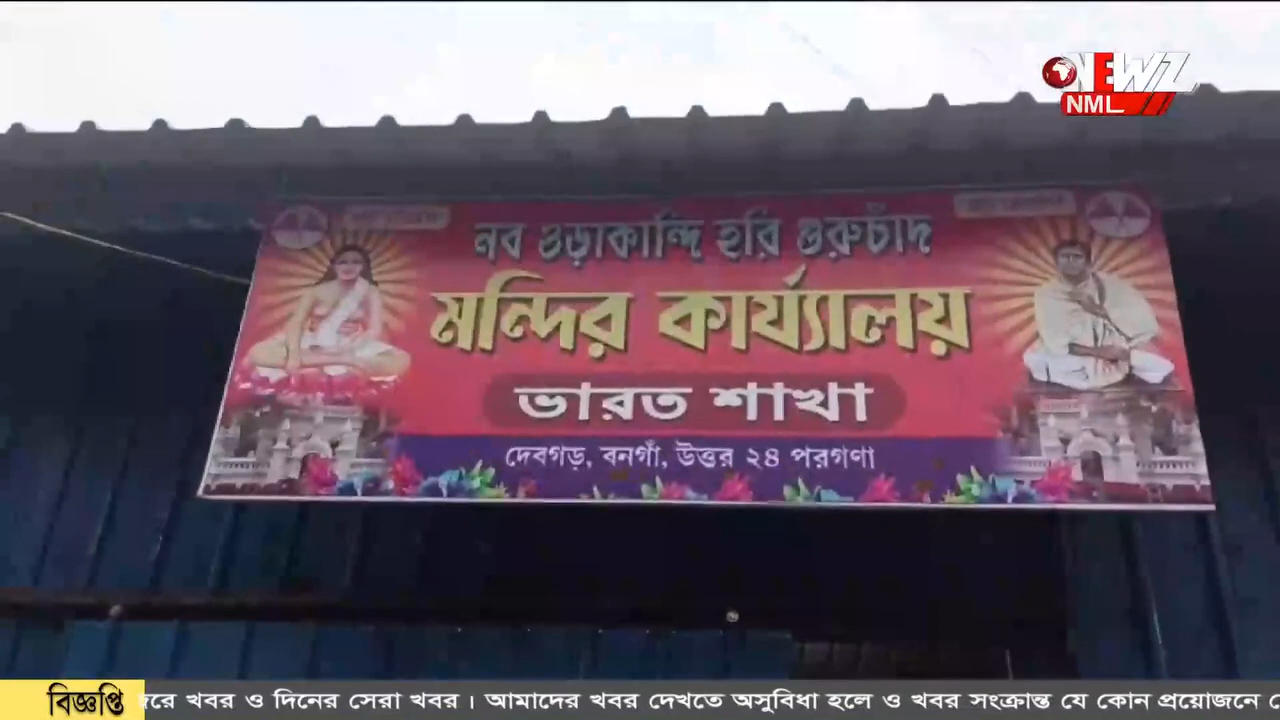 NEWZ
NML
নব ওড়াকান্দি হরি গুরুচাঁদ
মন্দির কার্য্যালয়
ভারত শাখা
দেবগড়, বনগাঁ, উত্তর ২৪ পরগণা
বিজ্ঞপ্তি
খবর ও দিনের সেরা খবর । আমাদের খবর দেখতে অসুবিধা হলে ও খবর সংক্রান্ত যে কোন প্রয়োজনে